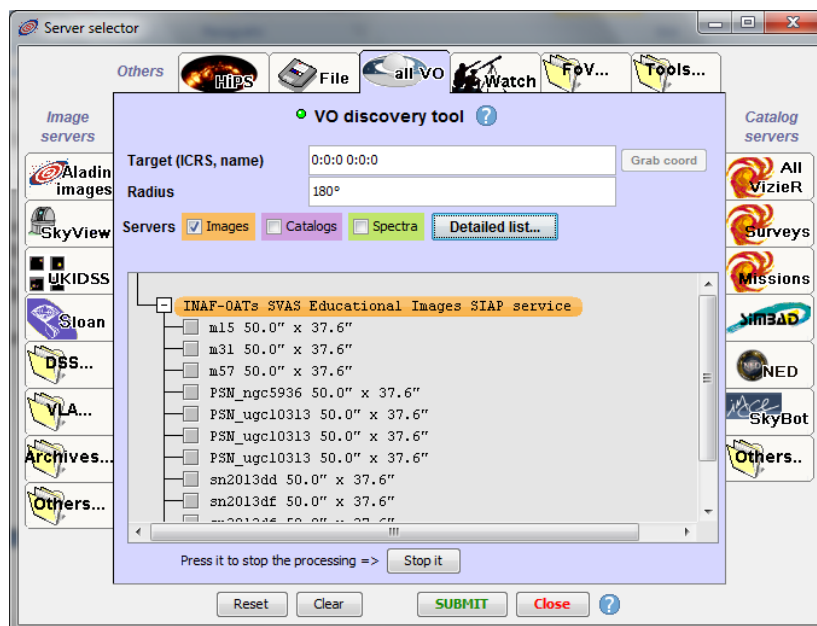 Server selector
Others
HiPS
File
all VO
Watch
FoV...
Tools...
Image servers
Aladin images
SkyView
UKIDSS
Sloan
DSS...
VLA...
Archives...
Others...
VO discovery tool ?
Target (ICRS, name) 0:0:0 0:0:0 Grab coord
Radius 180°
Servers Images Catalogs Spectra Detailed list...
INAF-OATs SVAS Educational Images SIAP service
m15 50.0" x 37.6"
m31 50.0" x 37.6"
m57 50.0" x 37.6"
PSN_ngc5936 50.0" x 37.6"
PSN_ugc10313 50.0" x 37.6"
PSN_ugc10313 50.0" x 37.6"
PSN_ugc10313 50.0" x 37.6"
sn2013dd 50.0" x 37.6"
sn2013df 50.0" x 37.6"
Press it to stop the processing => Stop it
Catalog servers
All VizieR
Surveys
Missions
SiMBAD
NED
SkyBot
Others..
Reset Clear SUBMIT Close ?